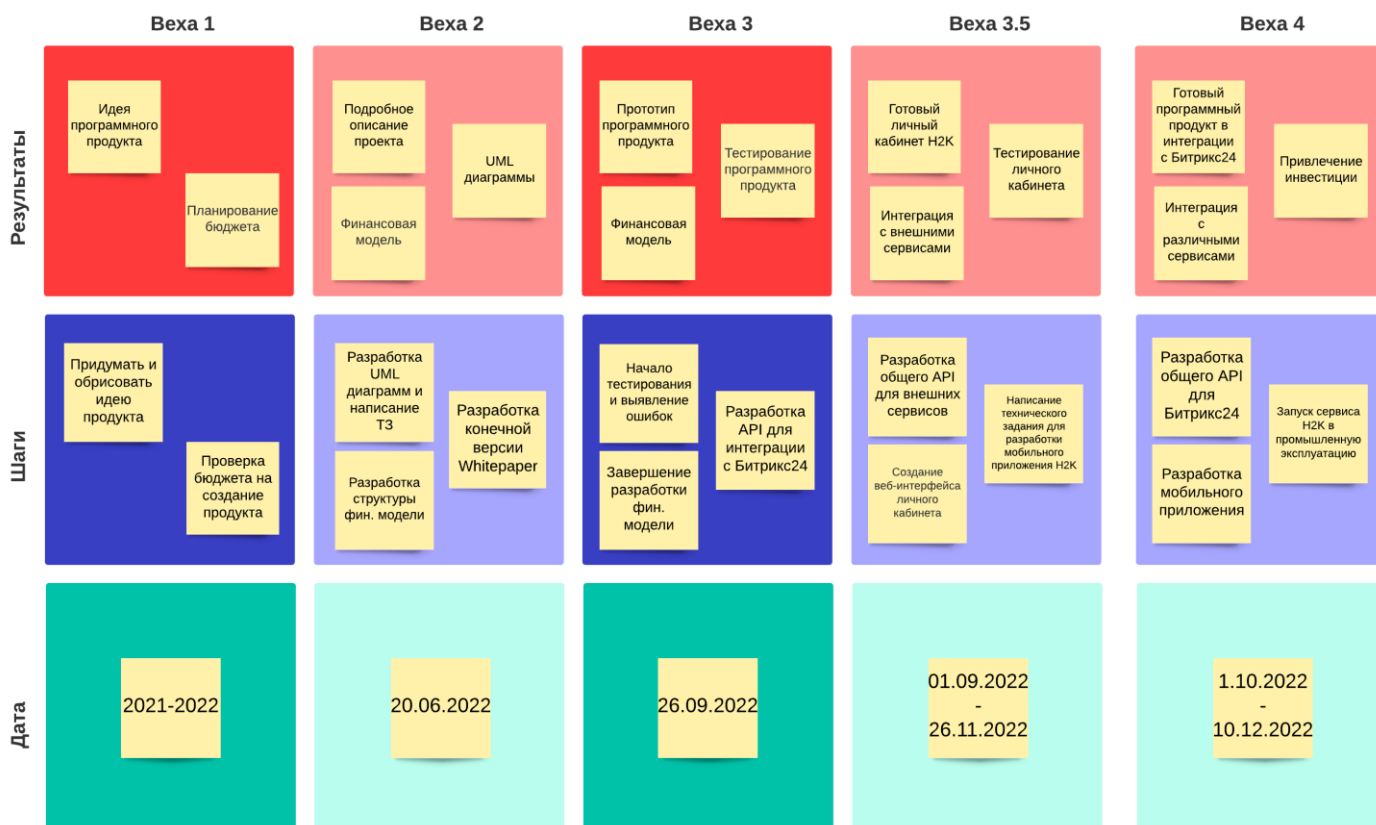 Веха 1
Веха 2
Веха 3
Веха 3.5
Веха 4
Результаты
Идея
программного
продукта
Планирование
бюджета
Подробное
описание
проекта
UML
диаграммы
Финансовая
модель
Прототип
программного
продукта
Тестирование
программного
продукта
Финансовая
модель
Готовый
личный
кабинет H2K
Тестирование
личного
кабинета
Интеграция
с внешними
сервисами
Готовый
программный
продукт в
интеграции
с Битрикс24
Привлечение
инвестиции
Интеграция
с
различными
сервисами
Шаги
Придумать и
обрисовать
идею
продукта
Проверка
бюджета на
создание
продукта
Разработка
UML
диаграмм и
написание
ТЗ
Разработка
конечной
версии
Whitepaper
Разработка
структуры
фин. модели
Начало
тестирования
и выявление
ошибок
Разработка
API для
интеграции
с Битрикс24
Завершение
разработки
фин.
модели
Разработка
общего API
для внешних
сервисов
Написание
технического
задания для
разработки
мобильного
приложения H2K
Создание
веб-интерфейса
личного
кабинета
Разработка
общего API
для
Битрикс24
Запуск сервиса
H2K в
промышленную
эксплуатацию
Разработка
мобильного
приложения
Дата
2021-2022
20.06.2022
26.09.2022
01.09.2022
-
26.11.2022
1.10.2022
-
10.12.2022